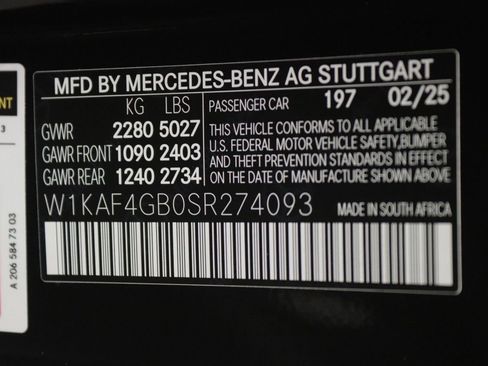 MFD BY MERCEDES-BENZ AG STUTTGART
KG LBS PASSENGER CAR 197 02/25
GVWR 2280 5027
GAWR FRONT 1090 2403
GAWR REAR 1240 2734
THIS VEHICLE CONFORMS TO ALL APPLICABLE
U.S. FEDERAL MOTOR VEHICLE SAFETY, BUMPER
AND THEFT PREVENTION STANDARDS IN EFFECT
ON THE DATE OF MANUFACTURE SHOWN ABOVE
W1KAF4GB0SR274093 MADE IN SOUTH AFRICA
NT
3
A 206 584 73 03